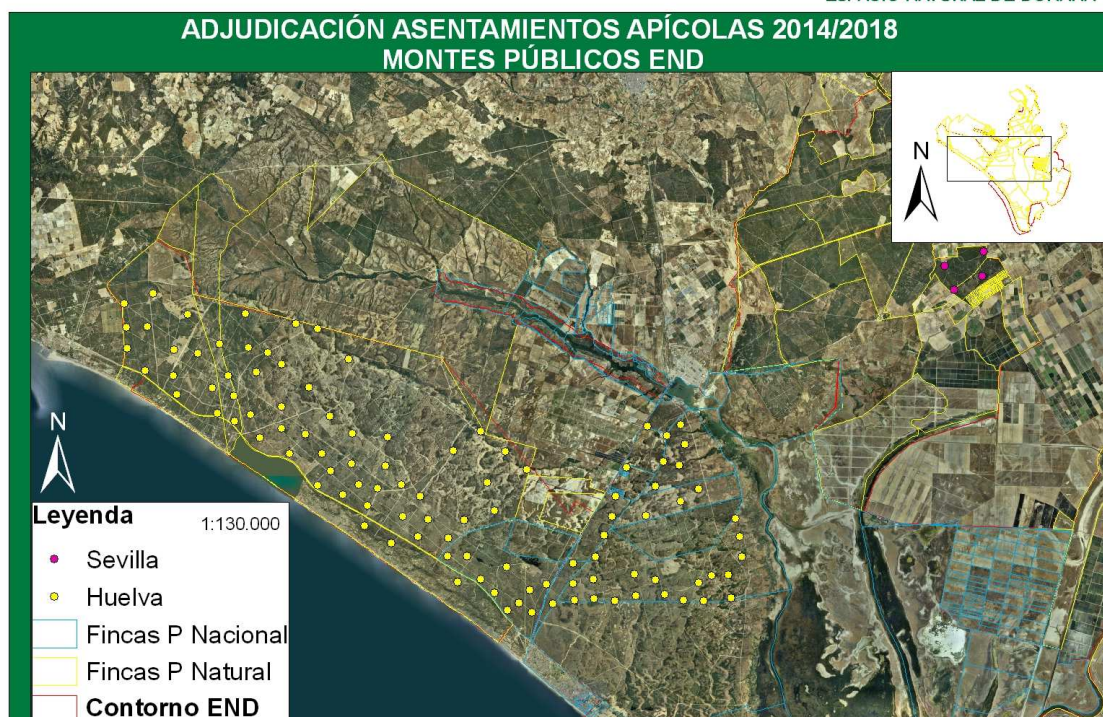 ADJUDICACIÓN ASENTAMIENTOS APÍCOLAS 2014/2018
MONTES PÚBLICOS END
N
N
Leyenda
1:130.000
Sevilla
Huelva
Fincas P Nacional
Fincas P Natural
Contorno END